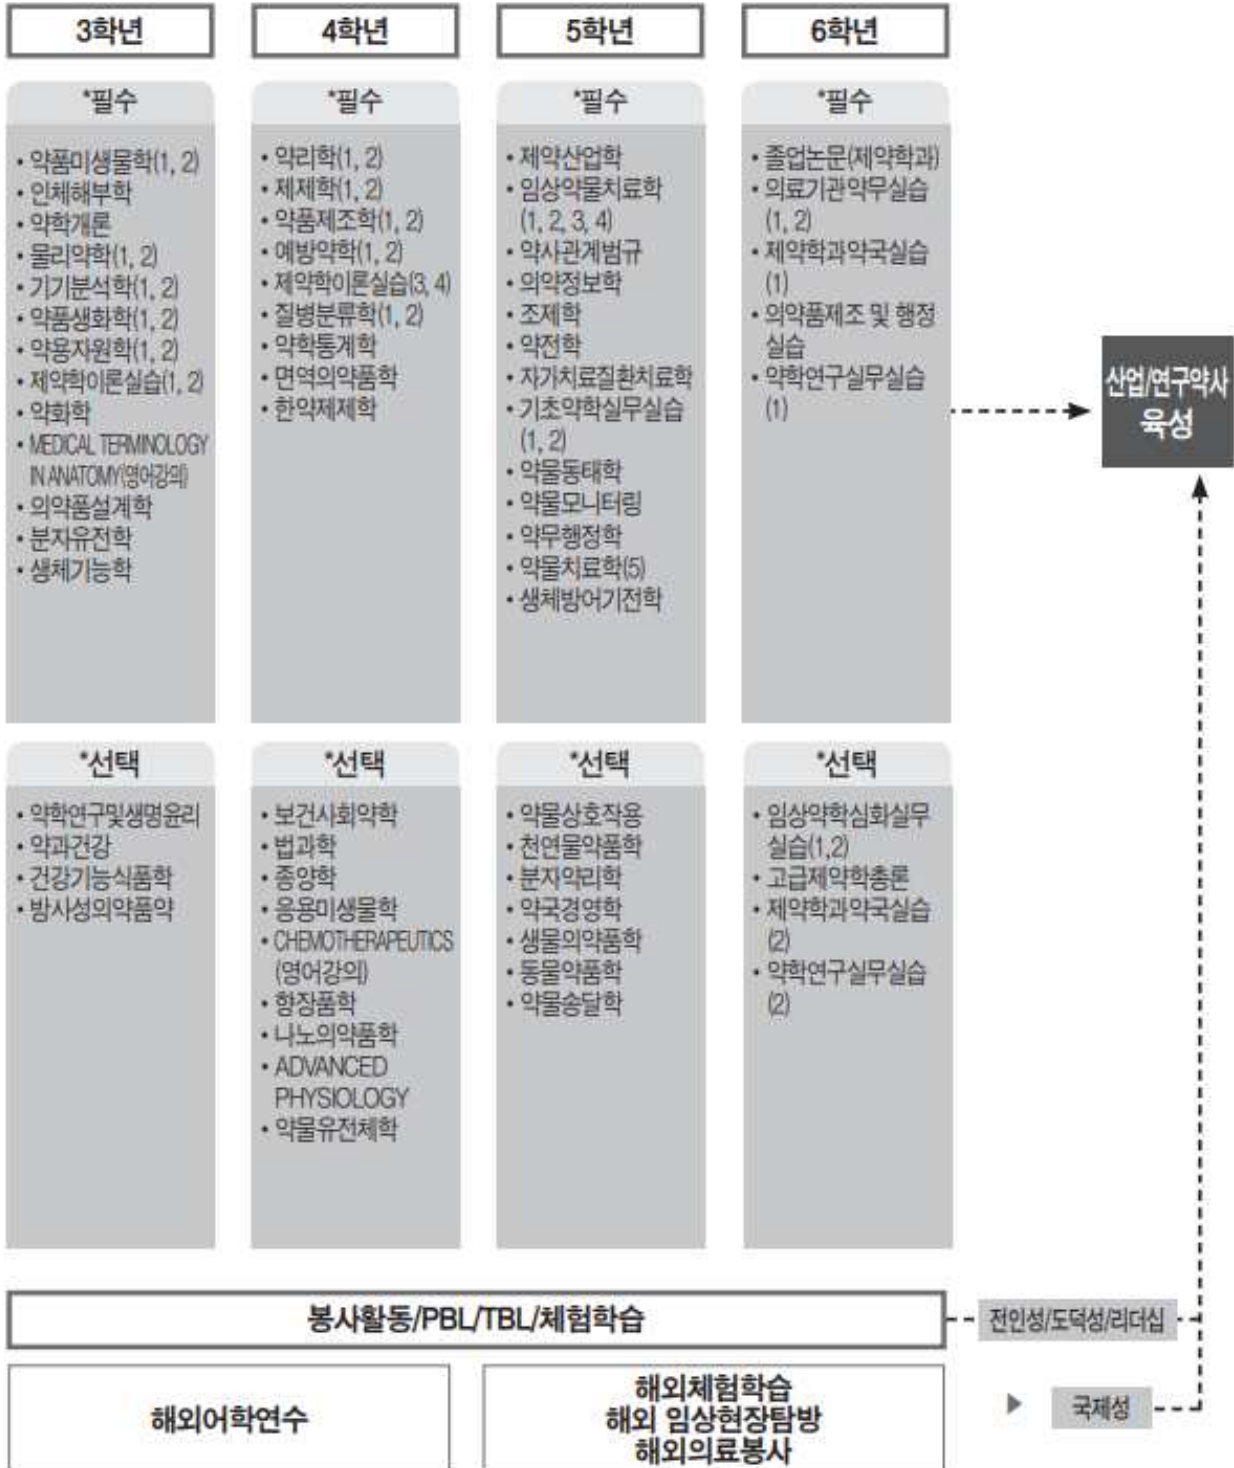 3학년
*필수
• 약품미생물학(1, 2)
• 인체해부학
• 약학개론
• 물리약학(1, 2)
• 기기분석학(1, 2)
• 약품생화학(1, 2)
• 약용자원학(1, 2)
• 제약학이론실습(1, 2)
• 약화학
• MEDICAL TERMINOLOGY
IN ANATOMY(영어강의)
• 의약품설계학
• 분자유전학
• 생체기능학
*선택
• 약학연구및생명윤리
• 약과건강
• 건강기능식품학
• 방사성의약품약
4학년
*필수
• 약리학(1, 2)
• 제제학(1, 2)
• 약품제조학(1, 2)
• 예방약학(1, 2)
• 제약학이론실습(3, 4)
• 질병분류학(1, 2)
• 약학통계학
• 면역의약품학
• 한약제제학
*선택
• 보건사회약학
• 법과학
• 종양학
• 응용미생물학
• CHEMOTHERAPEUTICS
(영어강의)
• 향장품학
• 나노의약품학
• ADVANCED
PHYSIOLOGY
• 약물유전체학
5학년
*필수
• 제약산업학
• 임상약물치료학
(1, 2, 3, 4)
• 약사관계법규
• 의약정보학
• 조제학
• 약전학
• 자가치료질환치료학
• 기초약학실무실습
(1, 2)
• 약물동태학
• 약물모니터링
• 약무행정학
• 약물치료학(5)
• 생체방어기전학
*선택
• 약물상호작용
• 천연물약품학
• 분자약리학
• 약국경영학
• 생물의약품학
• 동물약품학
• 약물송달학
6학년
*필수
• 졸업논문(제약학과)
• 의료기관약무실습
(1, 2)
• 제약학과약국실습
(1)
• 의약품제조 및 행정
실습
• 약학연구실무실습
(1)
*선택
• 임상약학심화실무
실습(1,2)
• 고급제약학총론
• 제약학과약국실습
(2)
• 약학연구실무실습
(2)
산업/연구약사
육성
봉사활동/PBL/TBL/체험학습
전인성/도덕성/리더십
해외어학연수
해외체험학습
해외 임상현장탐방
해외의료봉사
국제성